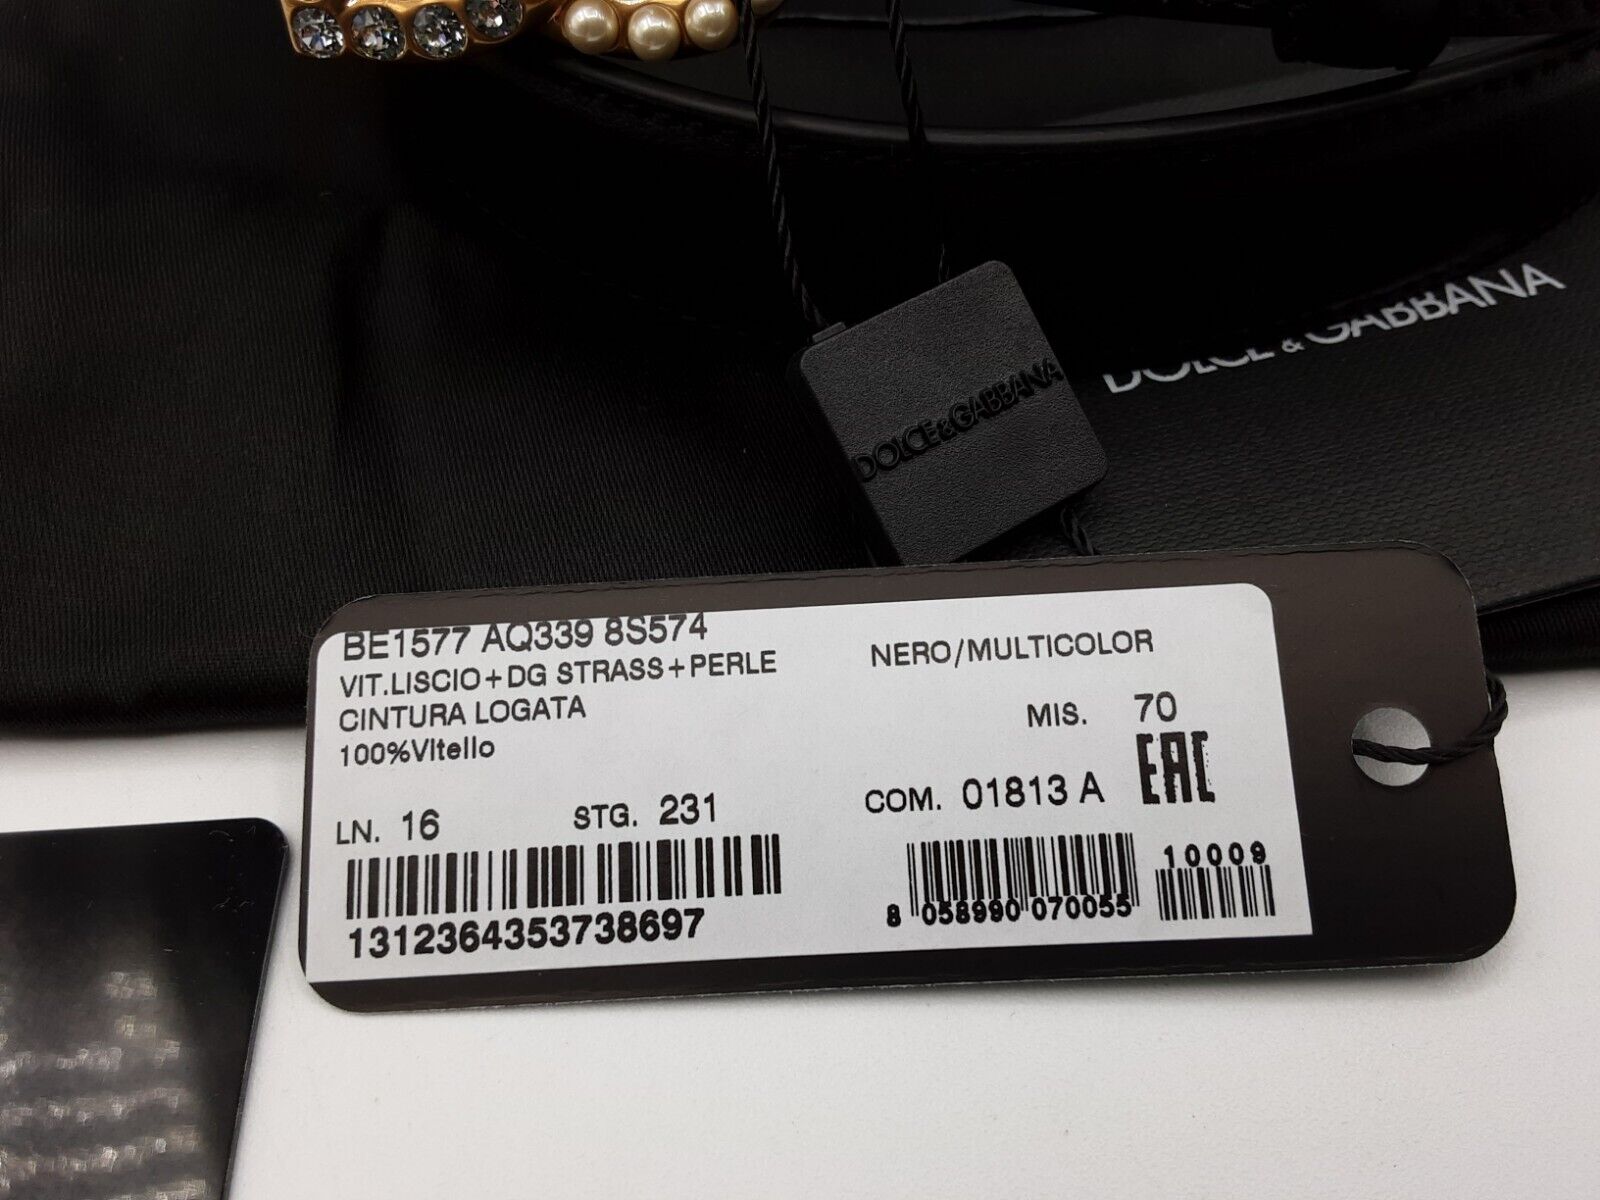 DOLCE&GABBANA
DOLCE&GABBANA
BE1577 AQ339 8S574
VIT.LISCIO+DG STRASS+PERLE
NERO/MULTICOLOR
CINTURA LOGATA
MIS. 70
100%Vitello
EAC
LN. 16
STG. 231
COM. 01813 A
10009
8 058990 070055
1312364353738697